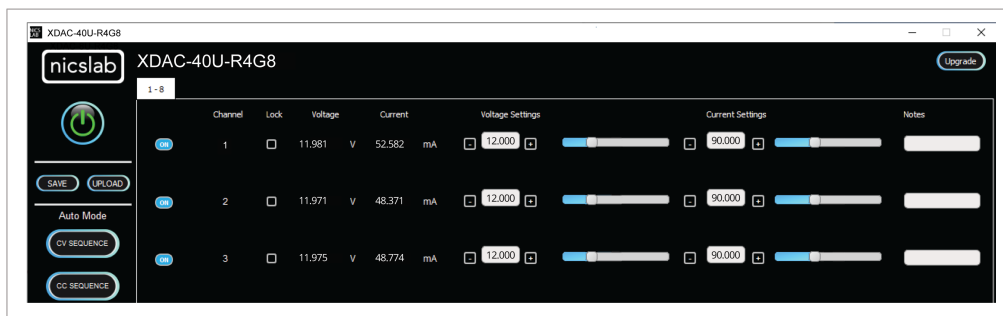 XDAC-40U-R4G8
nicslab XDAC-40U-R4G8 Upgrade
1 - 8
Channel Lock Voltage Current Voltage Settings Current Settings Notes
ON 1 11.981 V 52.582 mA - 12.000 + - 90.000 +
SAVE UPLOAD
ON 2 11.971 V 48.371 mA - 12.000 + - 90.000 +
Auto Mode
CV SEQUENCE
ON 3 11.975 V 48.774 mA - 12.000 + - 90.000 +
CC SEQUENCE